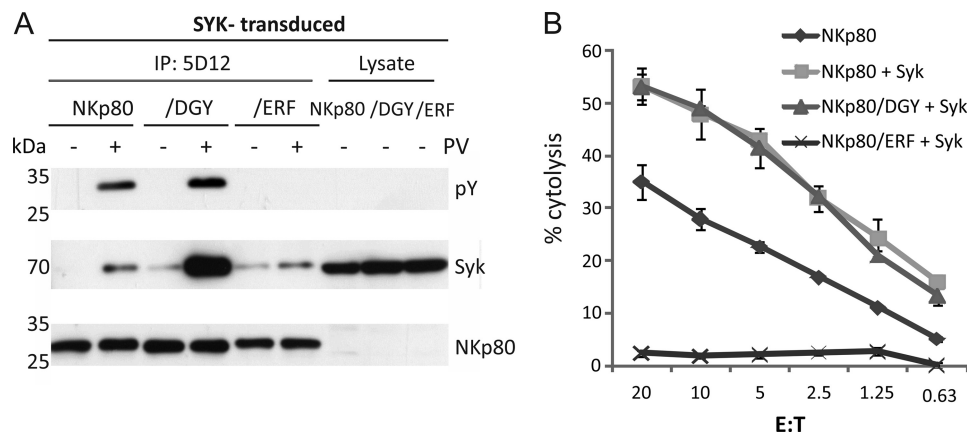 A
SYK- transduced
IP: 5D12 Lysate
NKp80 /DGY /ERF NKp80 /DGY /ERF
kDa - + - + - + - - - PV
35 pY
25
70 Syk
35
25 NKp80
B
60
50
40
30
20
10
0
% cytolysis
20 10 5 2.5 1.25 0.63
E:T
NKp80
NKp80 + Syk
NKp80/DGY + Syk
NKp80/ERF + Syk